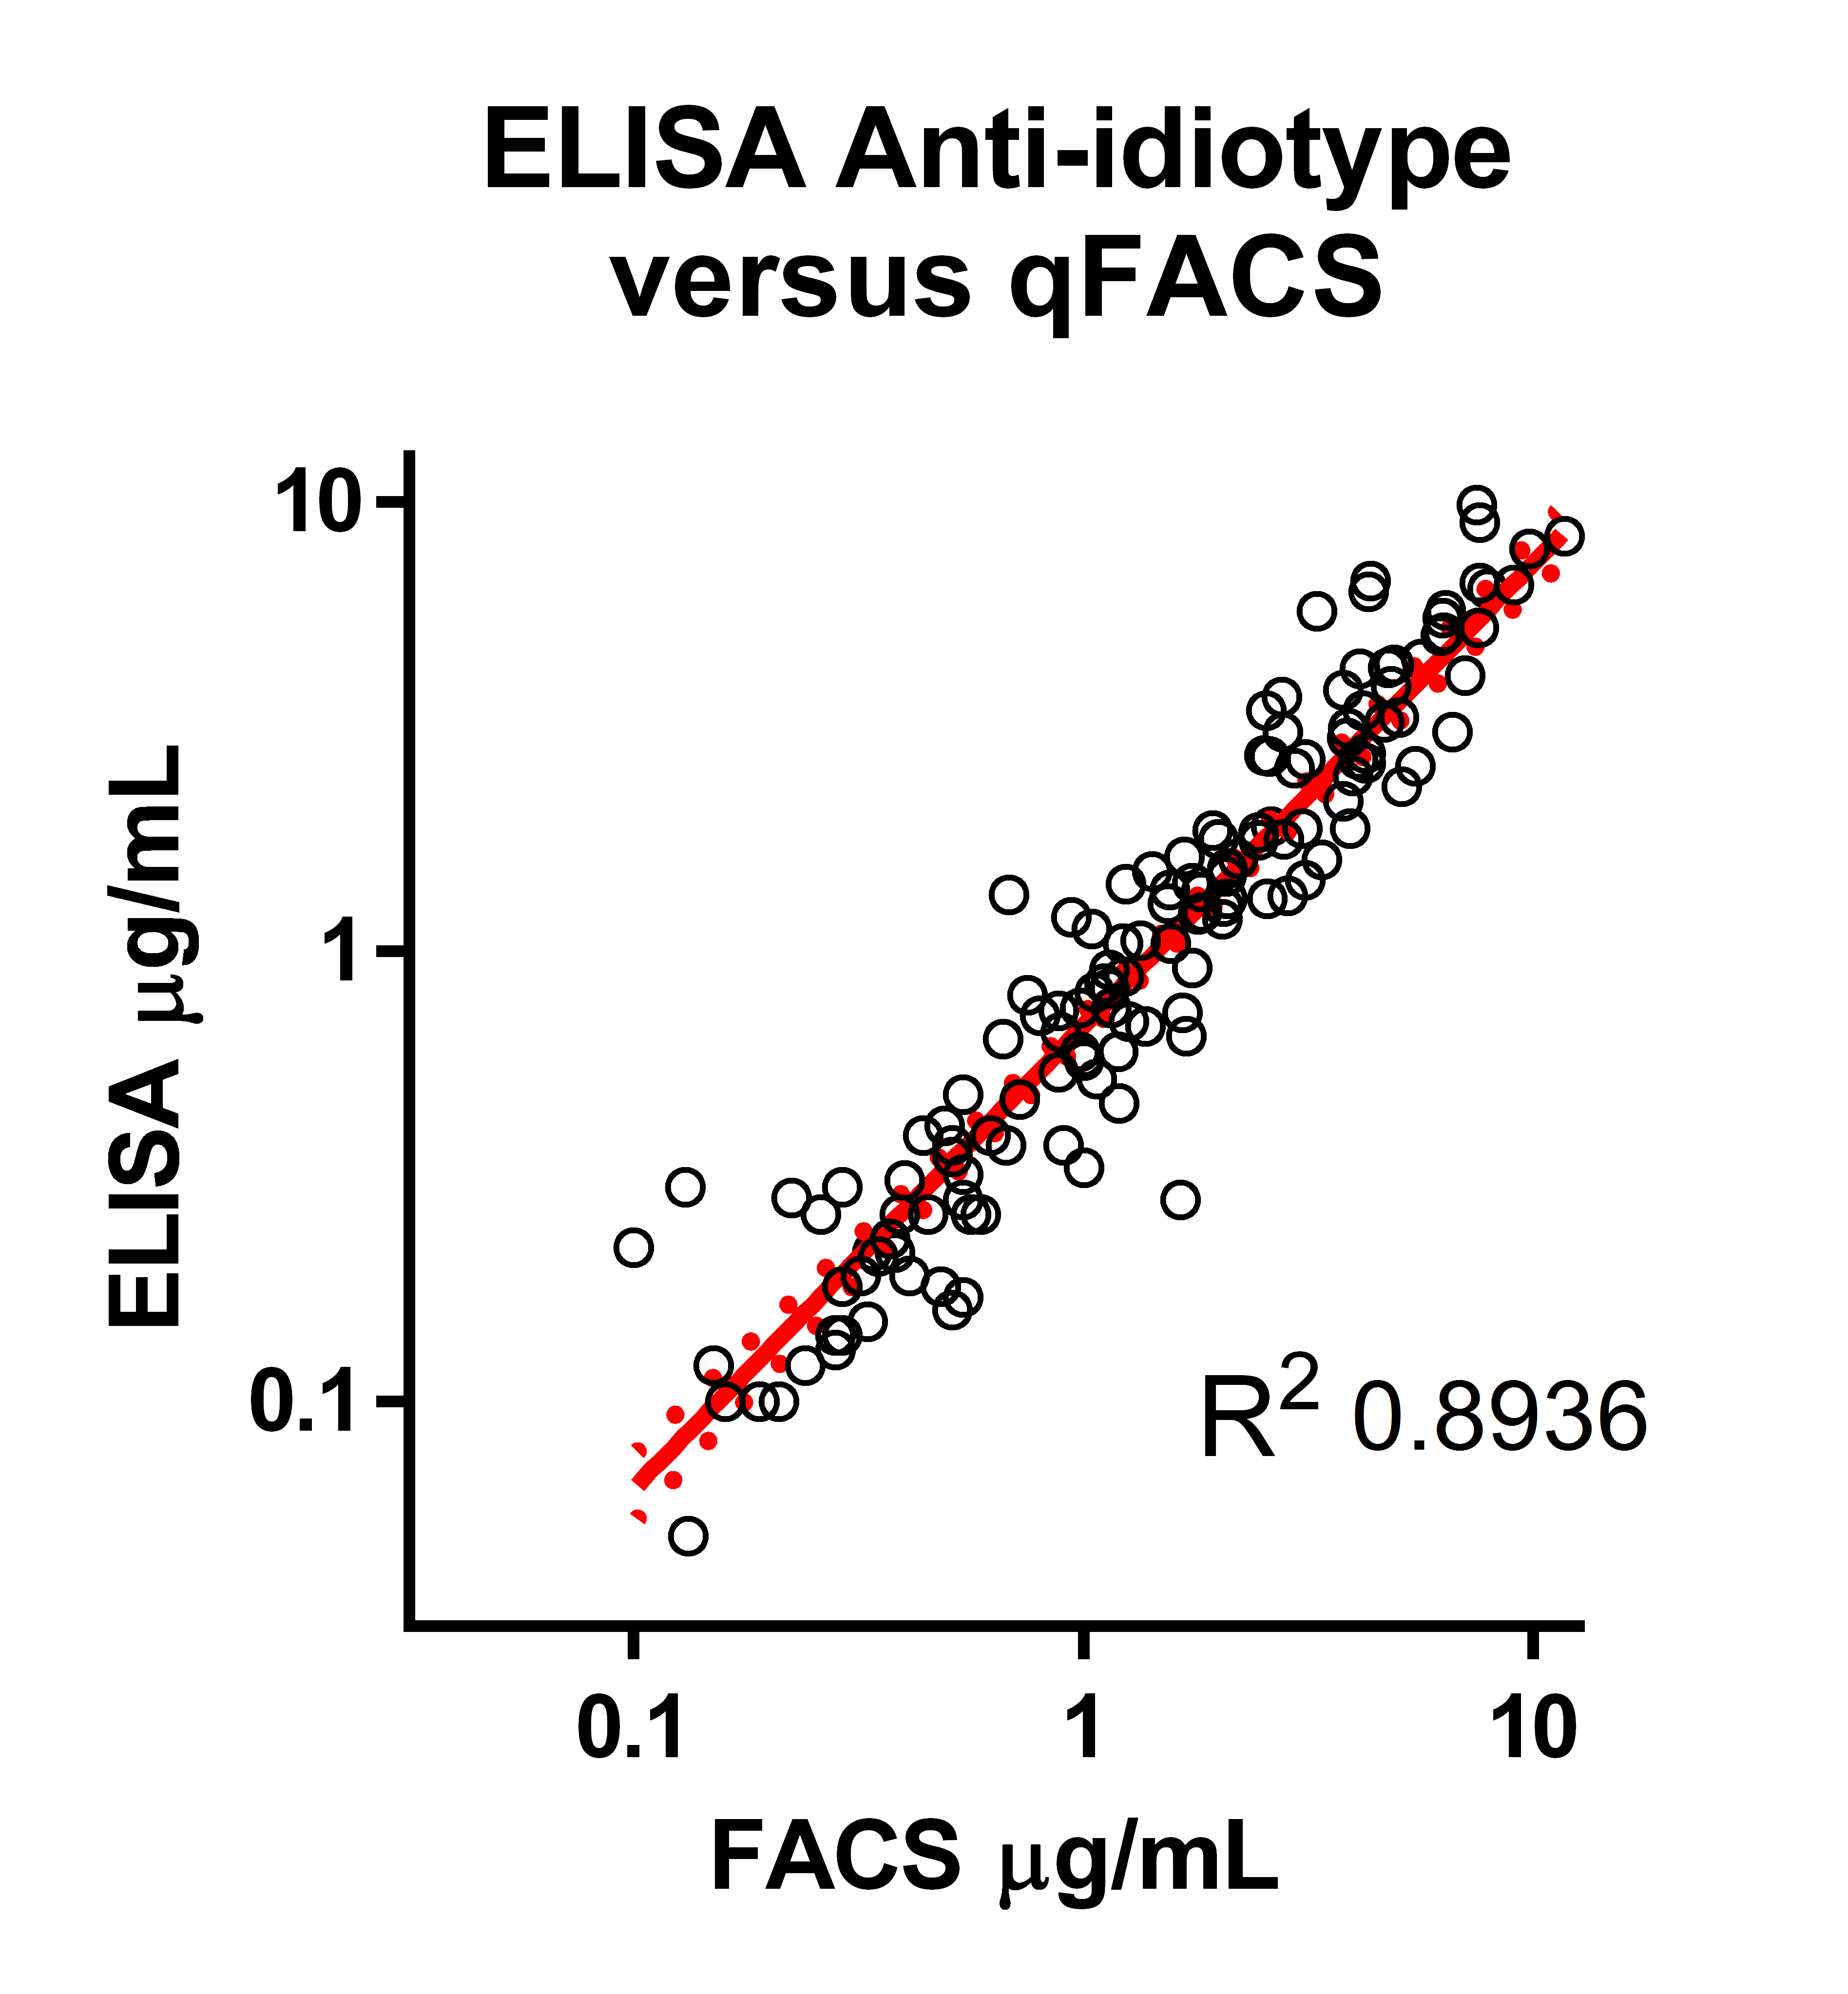 ELISA Anti-idiotype
versus qFACS
10
1
0.1
ELISA µg/mL
R² 0.8936
0.1 1 10
FACS µg/mL